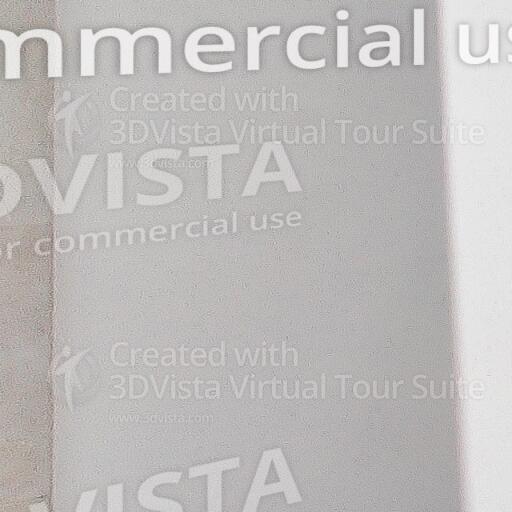 mmercial us
Created with
3DVista Virtual Tour Suite
www.3dvista.com
DVISTA
or commercial use
Created with
3DVista Virtual Tour Suite
www.3dvista.com
VISTA